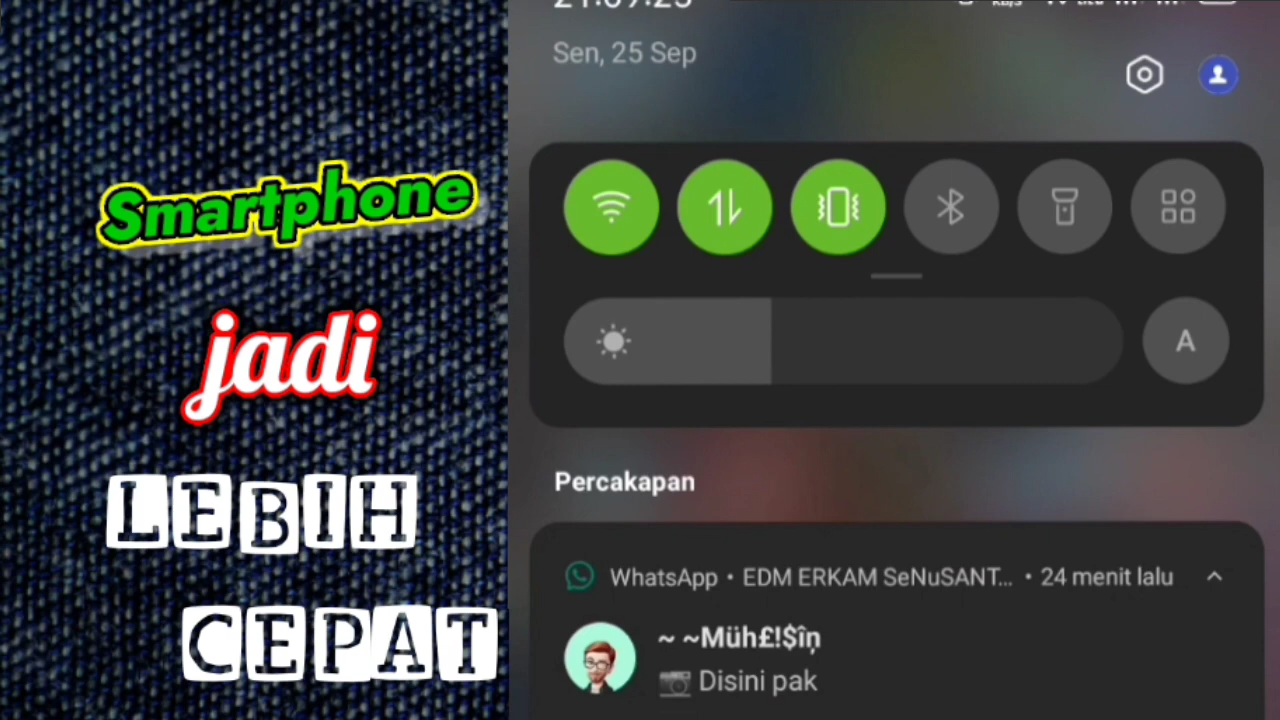 Smartphone
jadi
LEBIH
CEPAT
Sen, 25 Sep
A
Percakapan
WhatsApp • EDM ERKAM SeNuSANT... • 24 menit lalu
~ ~Müh£!$îņ
Disini pak